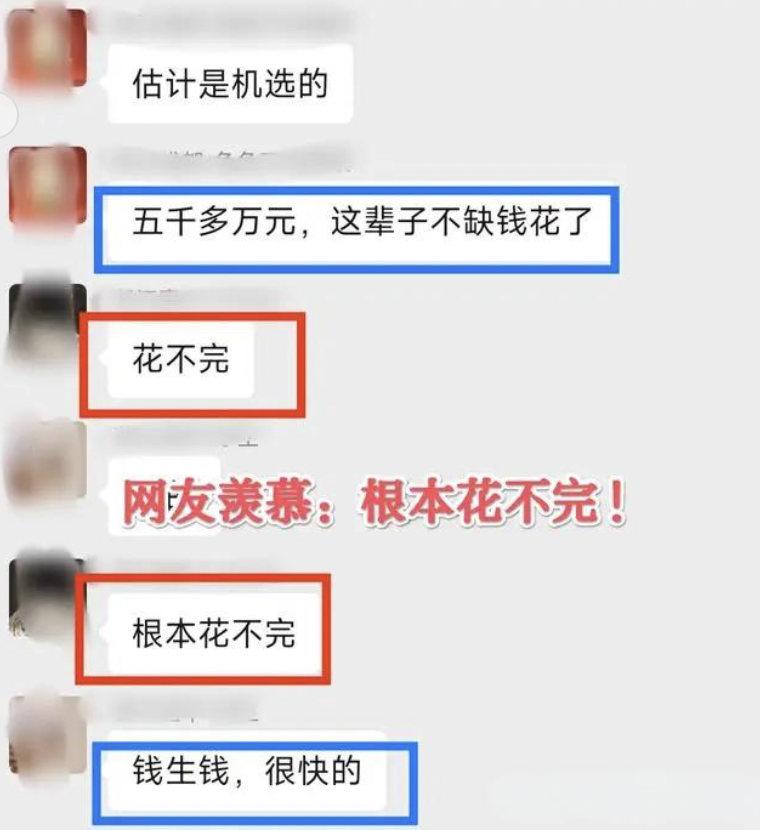 估计是机选的
五千多万元，这辈子不缺钱花了
花不完
网友羡慕：根本花不完！
根本花不完
钱生钱，很快的